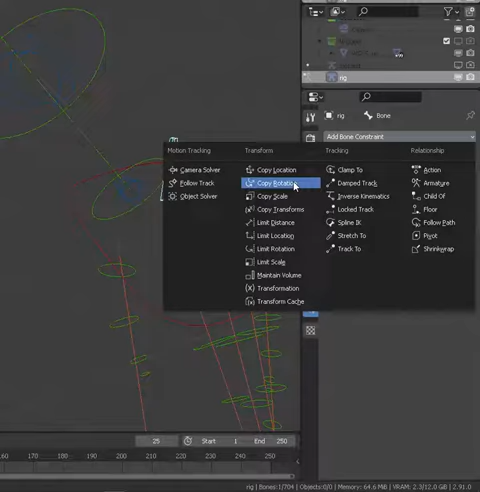 rig
rig > Bone
Add Bone Constraint
Motion Tracking
Transform
Tracking
Relationship
Camera Solver
Copy Location
Clamp To
Action
Follow Track
Copy Rotation
Damped Track
Armature
Object Solver
Copy Scale
Inverse Kinematics
Child Of
Copy Transforms
Locked Track
Floor
Limit Distance
Spline IK
Follow Path
Limit Location
Stretch To
Pivot
Limit Rotation
Track To
Shrinkwrap
Limit Scale
Maintain Volume
Transformation
Transform Cache
25
Start 1
End 250
160 170 180 190 200 210 220 230 240 250
rig | Bones:1/704 | Objects:0/0 | Memory: 64.6 MiB | VRAM: 2.3/12.0 GiB | 2.91.0